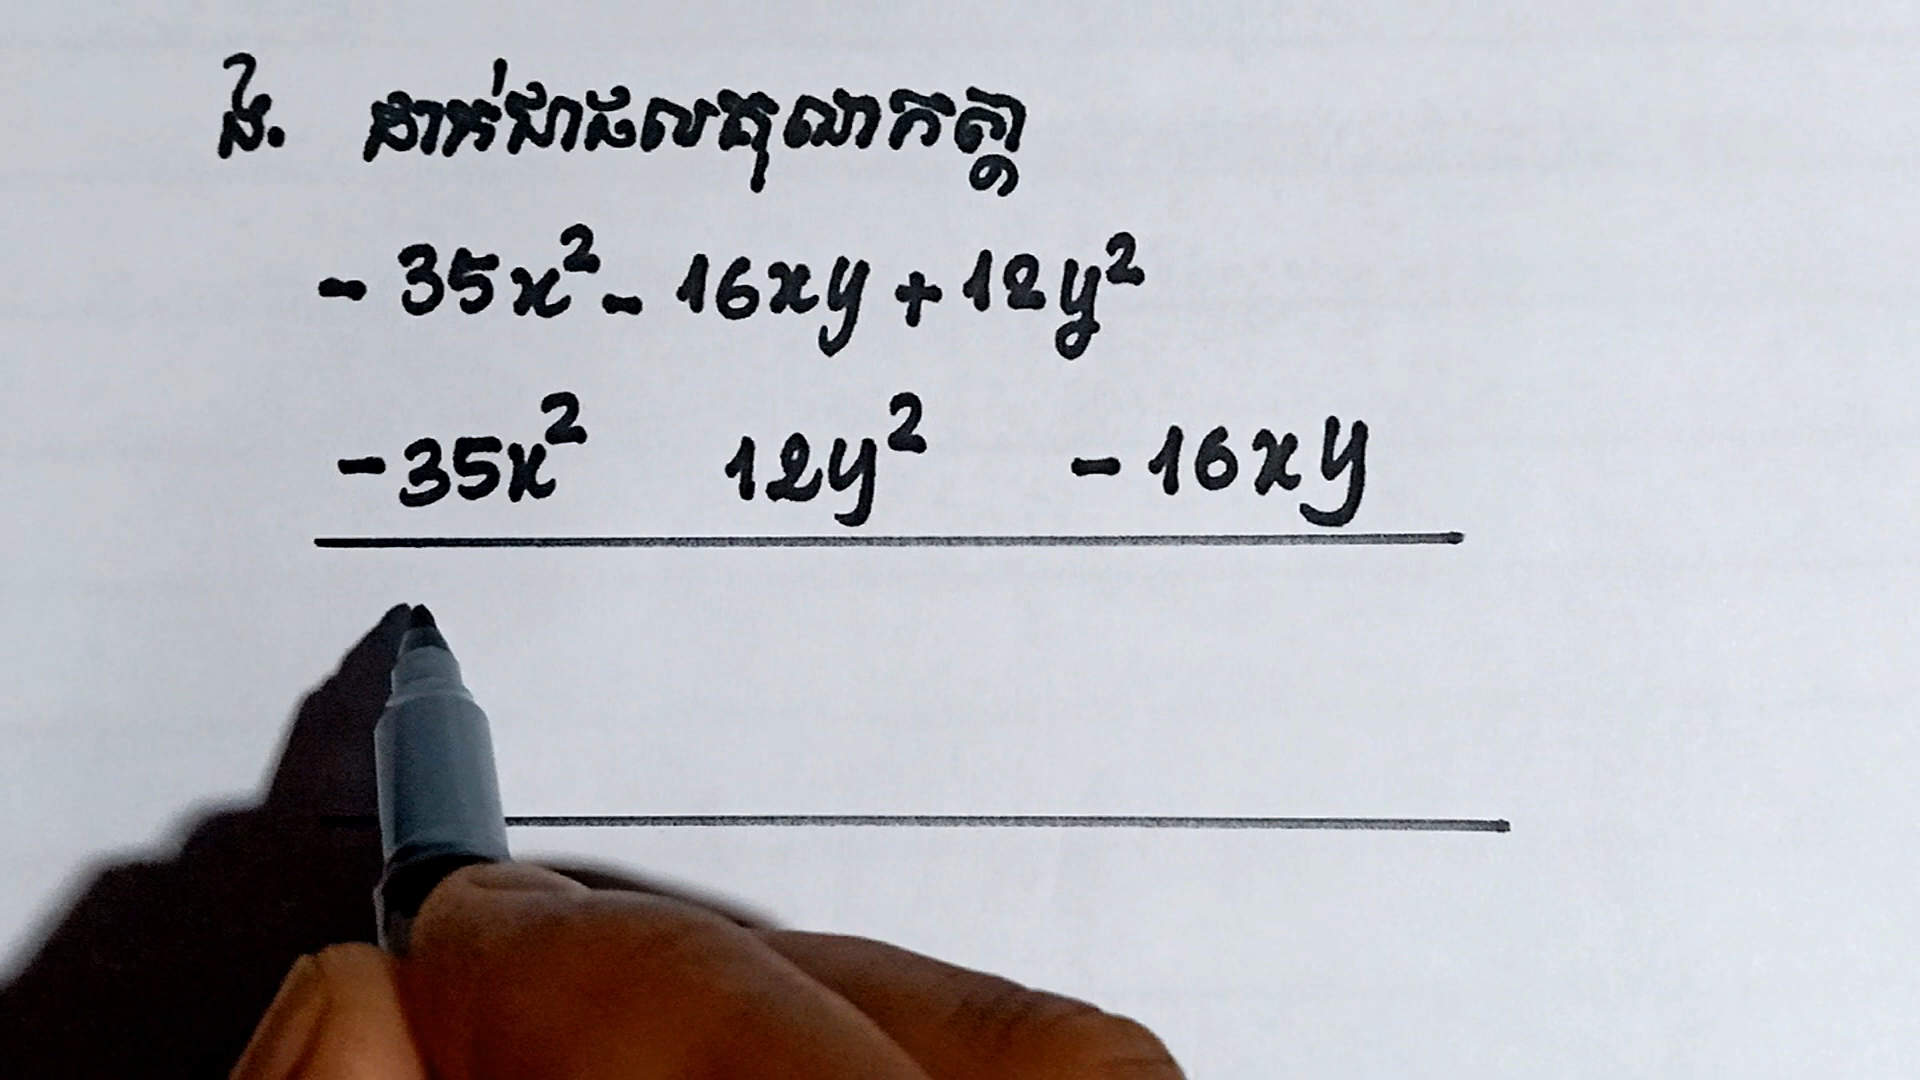 ង. ដាក់ជាផលគុណកត្តា
- 35x² - 16xy + 12y²
- 35x² 12y² - 16xy